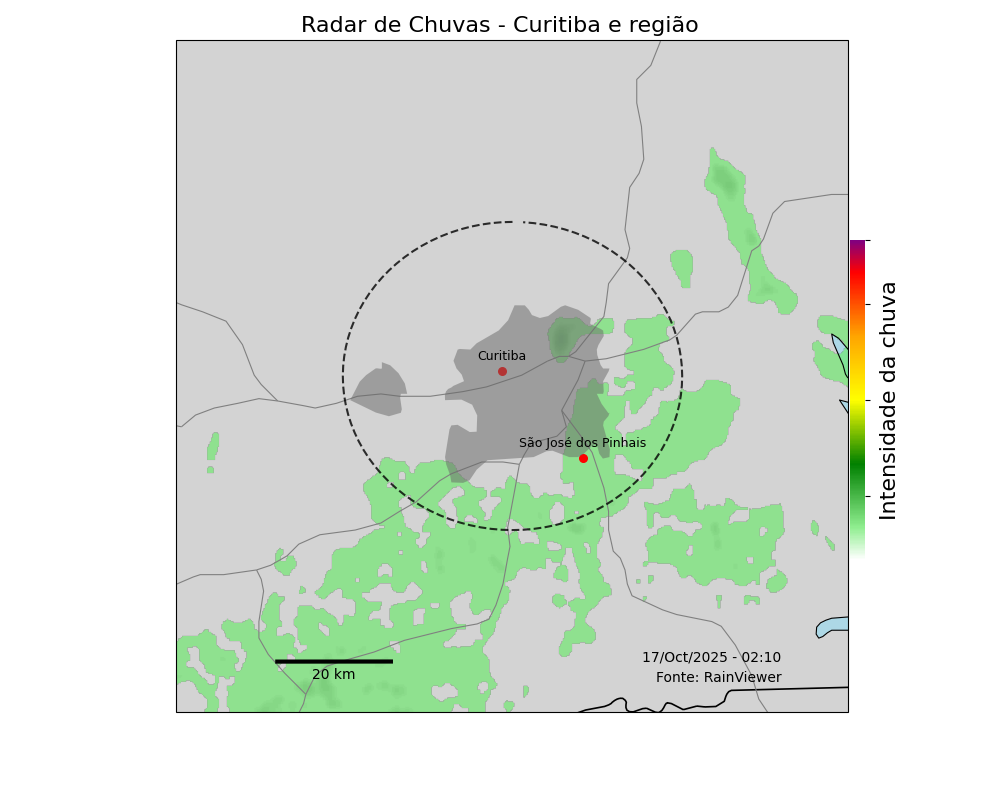 Radar de Chuvas - Curitiba e região
Curitiba
São José dos Pinhais
Intensidade da chuva
17/Oct/2025 - 02:10
Fonte: RainViewer
20 km